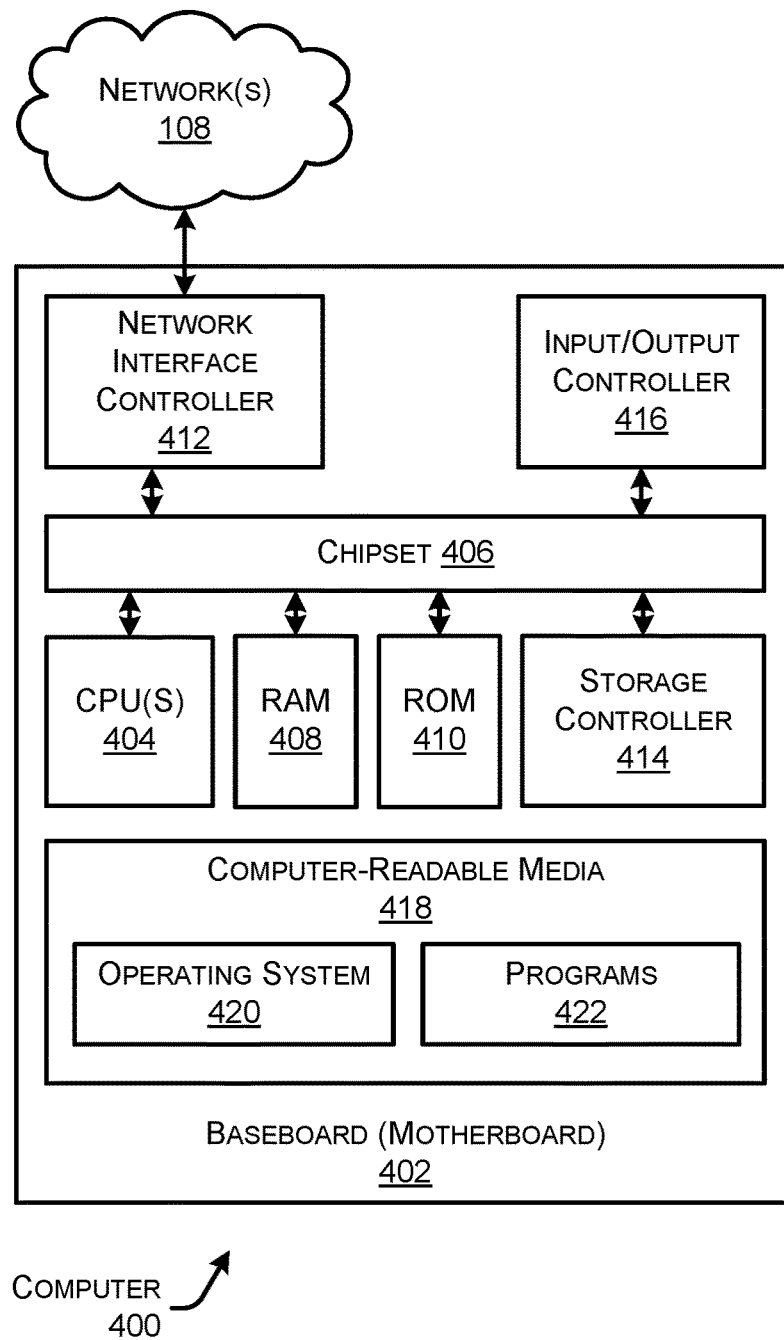 NETWORK(S)
108
NETWORK
INTERFACE
CONTROLLER
412
INPUT/OUTPUT
CONTROLLER
416
CHIPSET 406
CPU(S)
404
RAM
408
ROM
410
STORAGE
CONTROLLER
414
COMPUTER-READABLE MEDIA
418
OPERATING SYSTEM
420
PROGRAMS
422
BASEBOARD (MOTHERBOARD)
402
COMPUTER
400